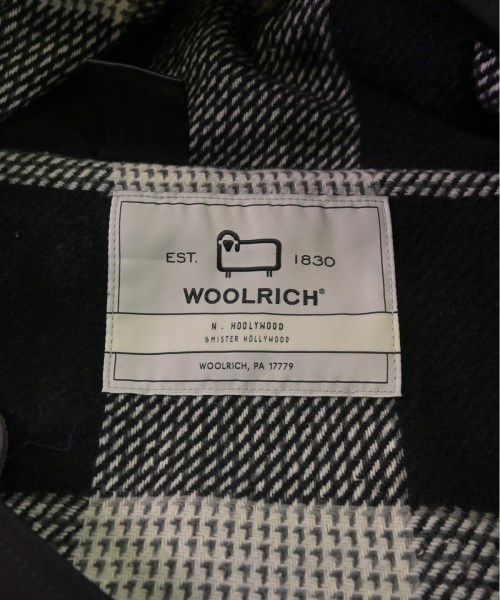 EST. 1830
WOOLRICH®
N. HOOLYWOOD
MISTER HOLLYWOOD
WOOLRICH, PA 17779